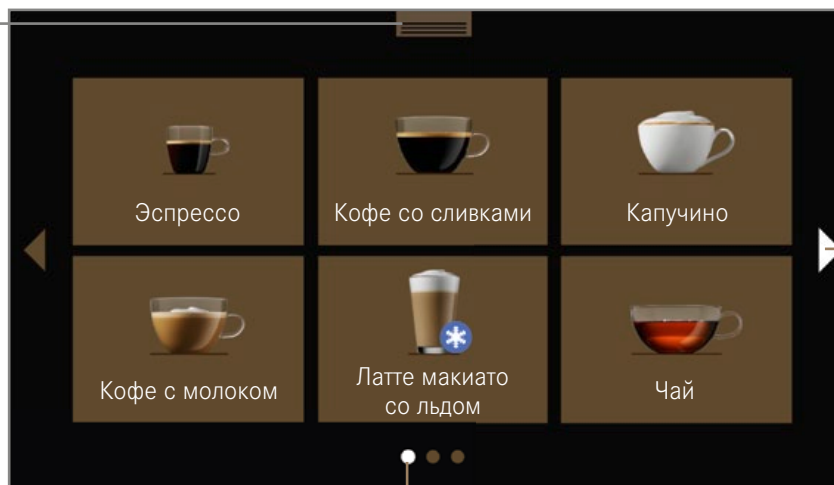 Эспрессо
Кофе со сливками
Капучино
Кофе с молоком
Латте макиато
со льдом
Чай